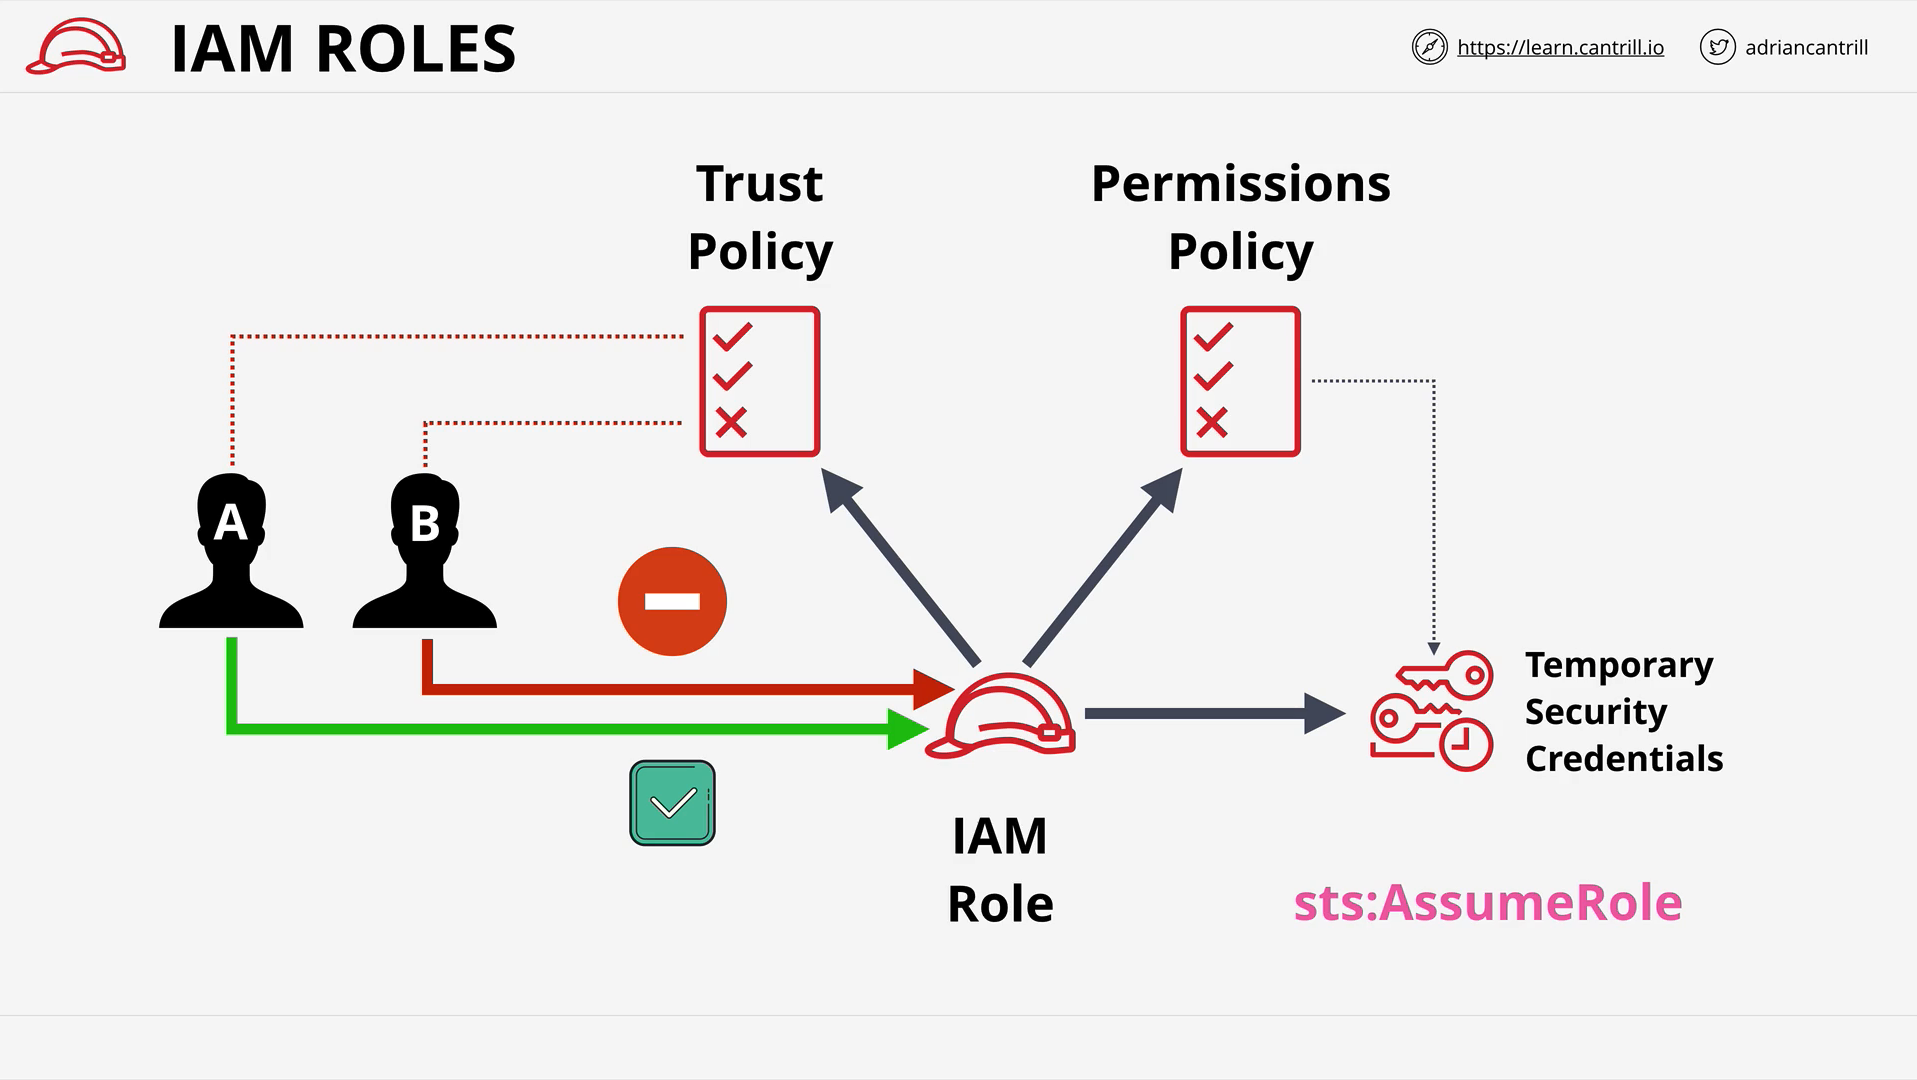 IAM ROLES
https://learn.cantrill.io
adriancantrill
Trust
Policy
Permissions
Policy
A
B
Temporary
Security
Credentials
IAM
Role
sts:AssumeRole